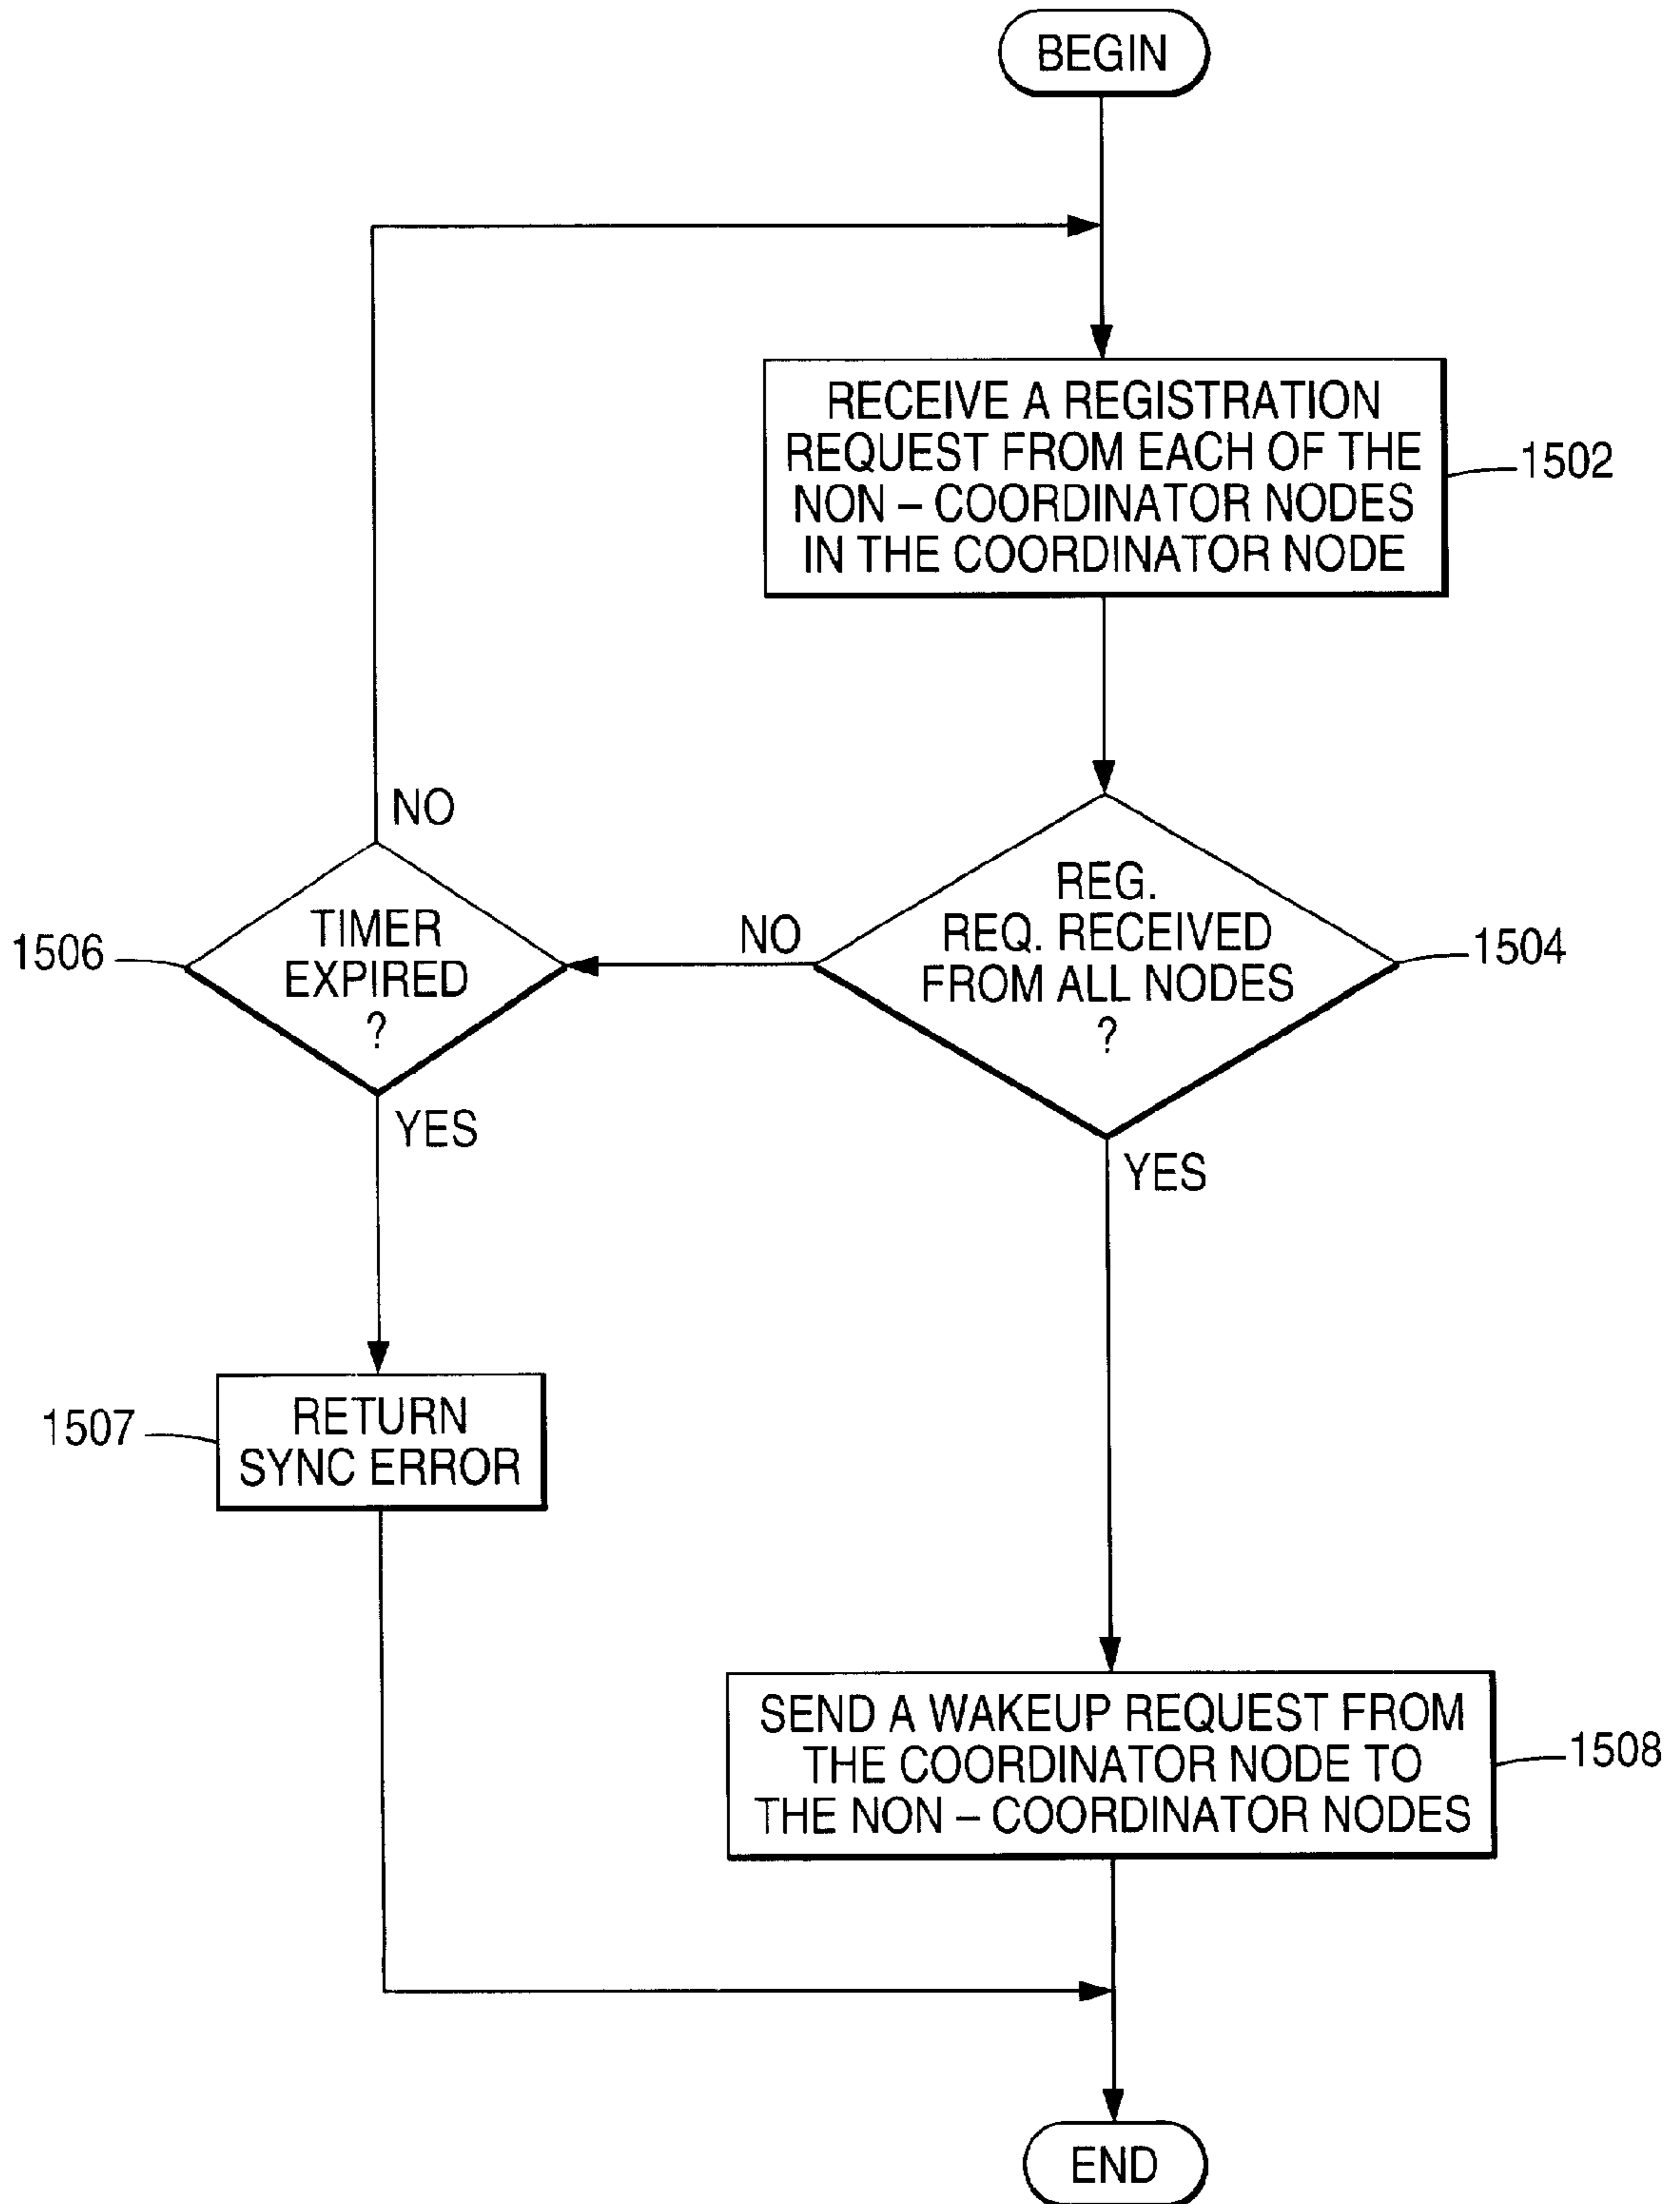 BEGIN
RECEIVE A REGISTRATION
REQUEST FROM EACH OF THE
NON – COORDINATOR NODES
IN THE COORDINATOR NODE
1502
REG.
REQ. RECEIVED
FROM ALL NODES
?
1504
NO
YES
TIMER
EXPIRED
?
1506
NO
YES
RETURN
SYNC ERROR
1507
SEND A WAKEUP REQUEST FROM
THE COORDINATOR NODE TO
THE NON – COORDINATOR NODES
1508
END